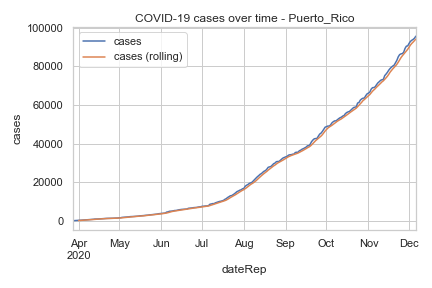 COVID-19 cases over time - Puerto_Rico
cases
cases (rolling)
100000
80000
60000
40000
20000
0
cases
Apr May Jun Jul Aug Sep Oct Nov Dec
2020
dateRep